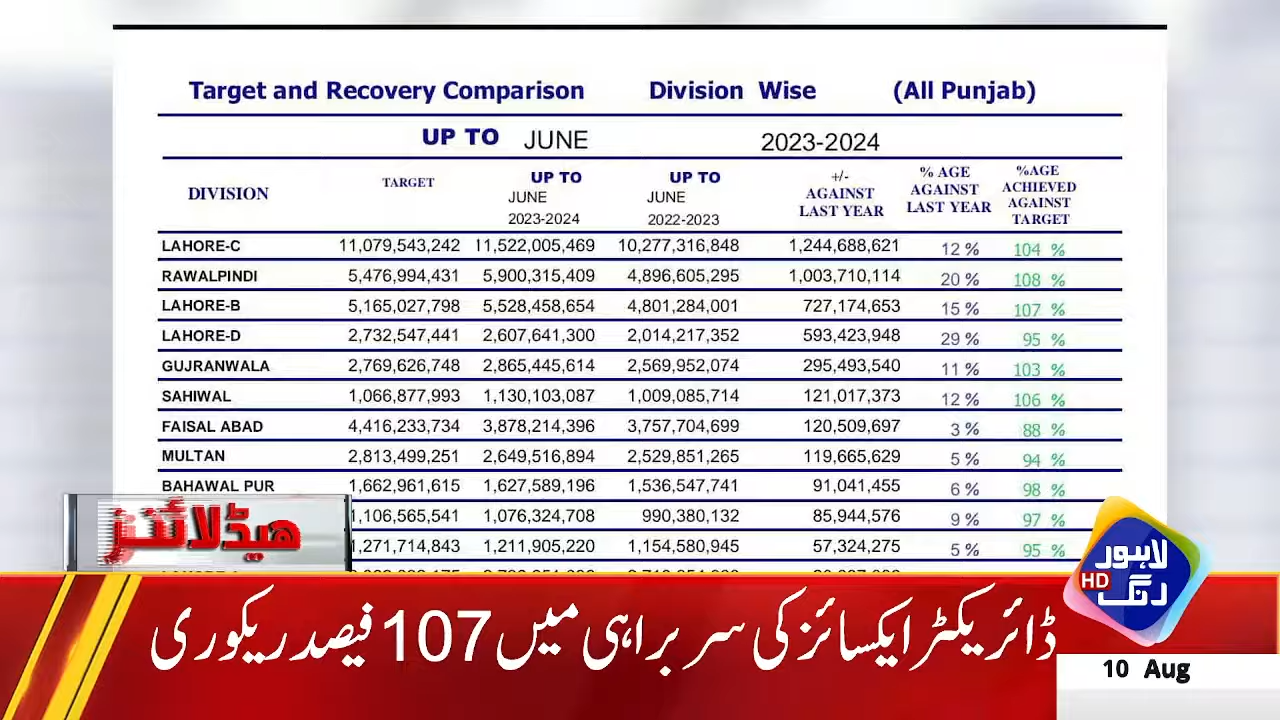 Target and Recovery Comparison Division Wise (All Punjab)
UP TO JUNE 2023-2024
DIVISION TARGET UP TO JUNE 2023-2024 UP TO JUNE 2022-2023 +/- AGAINST LAST YEAR % AGE AGAINST LAST YEAR %AGE ACHIEVED AGAINST TARGET
LAHORE-C 11,079,543,242 11,522,005,469 10,277,316,848 1,244,688,621 12 % 104 %
RAWALPINDI 5,476,994,431 5,900,315,409 4,896,605,295 1,003,710,114 20 % 108 %
LAHORE-B 5,165,027,798 5,528,458,654 4,801,284,001 727,174,653 15 % 107 %
LAHORE-D 2,732,547,441 2,607,641,300 2,014,217,352 593,423,948 29 % 95 %
GUJRANWALA 2,769,626,748 2,865,445,614 2,569,952,074 295,493,540 11 % 103 %
SAHIWAL 1,066,877,993 1,130,103,087 1,009,085,714 121,017,373 12 % 106 %
FAISAL ABAD 4,416,233,734 3,878,214,396 3,757,704,699 120,509,697 3 % 88 %
MULTAN 2,813,499,251 2,649,516,894 2,529,851,265 119,665,629 5 % 94 %
BAHAWAL PUR 1,662,961,615 1,627,589,196 1,536,547,741 91,041,455 6 % 98 %
1,106,565,541 1,076,324,708 990,380,132 85,944,576 9 % 97 %
1,271,714,843 1,211,905,220 1,154,580,945 57,324,275 5 % 95 %
ہیڈلائنز
لاہور رنگ HD
ڈائریکٹر ایکسائز کی سربراہی میں 107 فیصد ریکوری
10 Aug